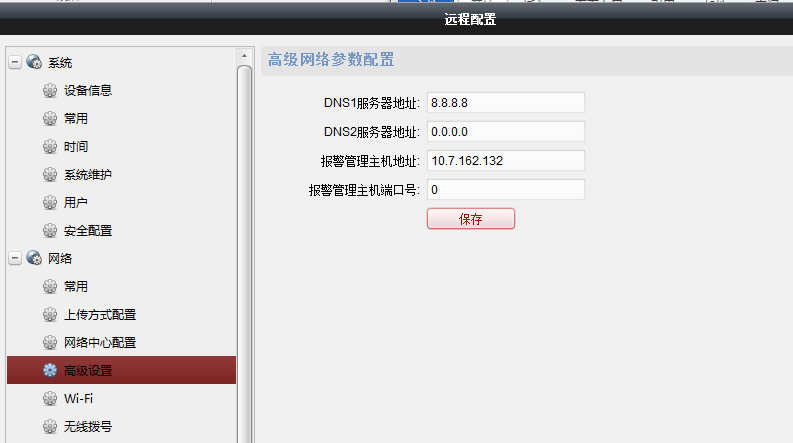 远程配置
系统
设备信息
常用
时间
系统维护
用户
安全配置
网络
常用
上传方式配置
网络中心配置
高级设置
Wi-Fi
无线拨号
高级网络参数配置
DNS1服务器地址: 8.8.8.8
DNS2服务器地址: 0.0.0.0
报警管理主机地址: 10.7.162.132
报警管理主机端口号: 0
保存